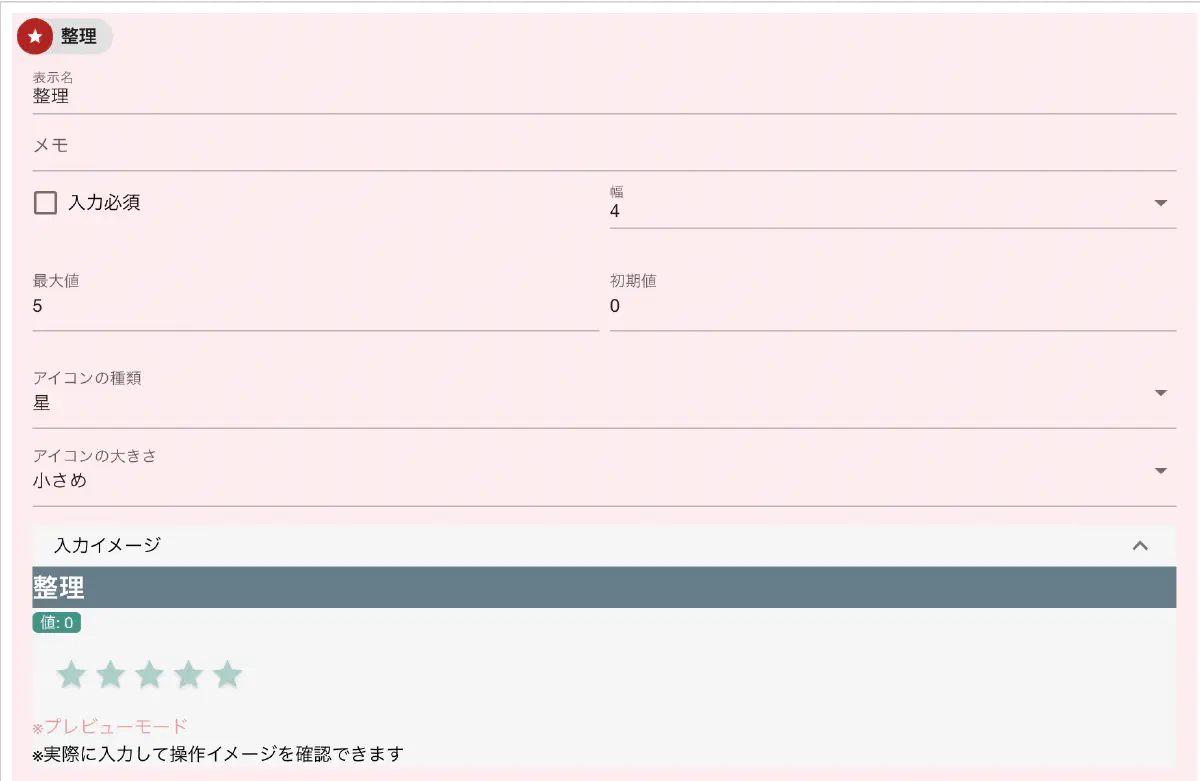 整理
表示名
整理
メモ
入力必須
幅
4
最大値
5
初期値
0
アイコンの種類
星
アイコンの大きさ
小さめ
入力イメージ
整理
値: 0
※プレビューモード
※実際に入力して操作イメージを確認できます